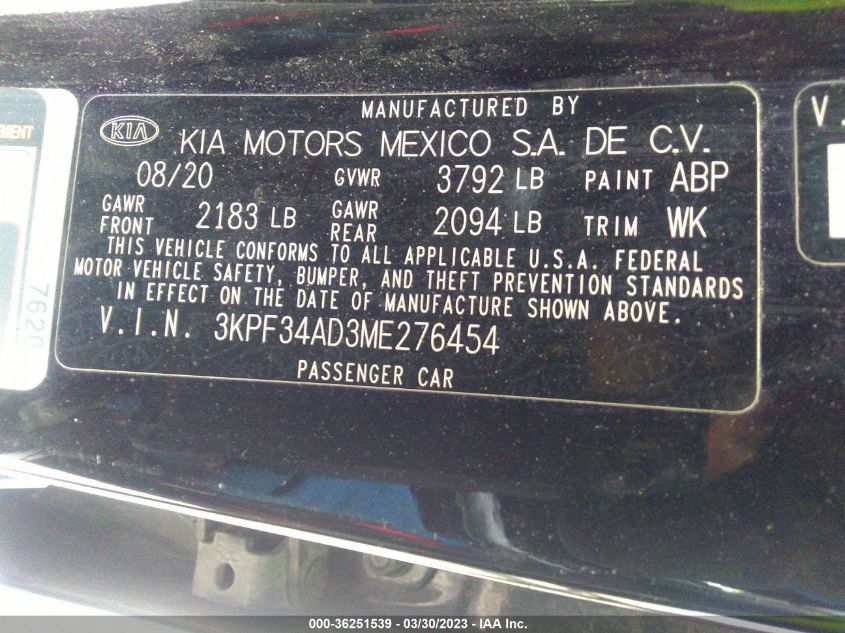 MANUFACTURED BY
KIA KIA MOTORS MEXICO S.A. DE C.V.
08/20 GVWR 3792 LB PAINT ABP
GAWR FRONT 2183 LB GAWR REAR 2094 LB TRIM WK
THIS VEHICLE CONFORMS TO ALL APPLICABLE U.S.A. FEDERAL
MOTOR VEHICLE SAFETY, BUMPER, AND THEFT PREVENTION STANDARDS
IN EFFECT ON THE DATE OF MANUFACTURE SHOWN ABOVE.
V.I.N. 3KPF34AD3ME276454
PASSENGER CAR
7620
V.
000-36251539 - 03/30/2023 - IAA Inc.